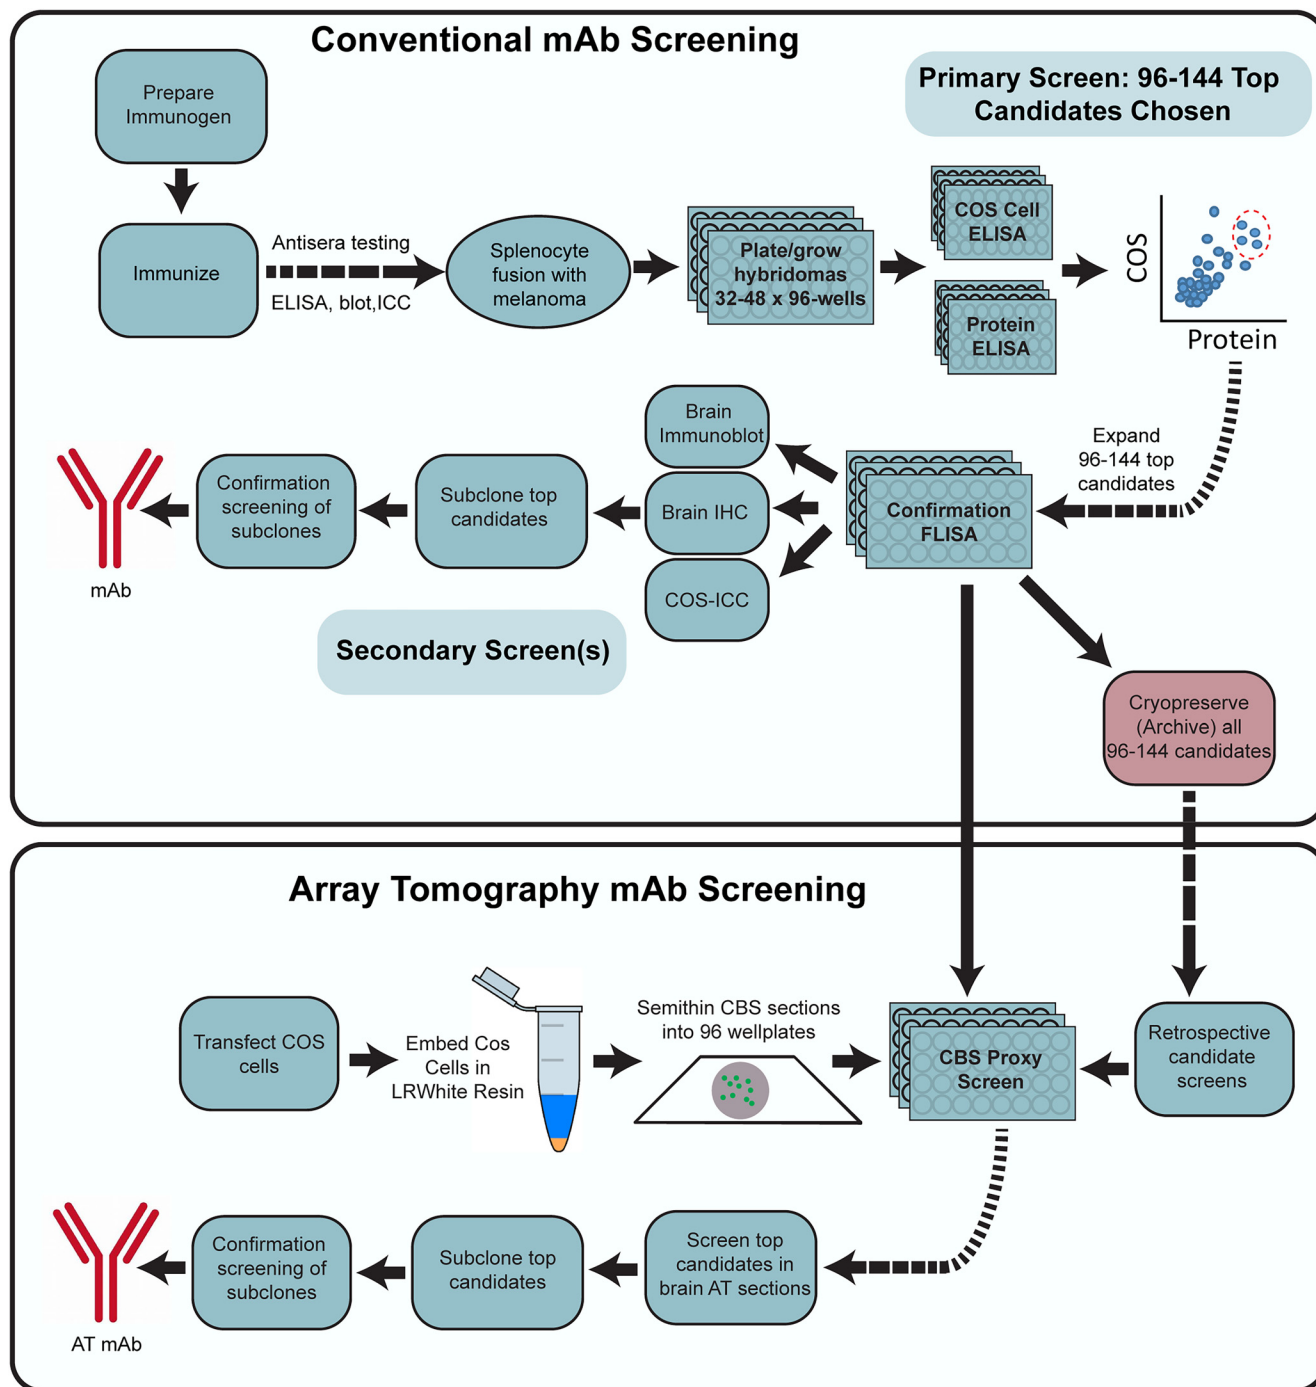 Conventional mAb Screening
Prepare
Immunogen
Primary Screen: 96-144 Top
Candidates Chosen
Immunize
Antisera testing
ELISA, blot,ICC
Splenocyte
fusion with
melanoma
Plate/grow
hybridomas
32-48 x 96-wells
COS Cell
ELISA
Protein
ELISA
COS
Protein
Expand
96-144 top
candidates
Confirmation
FLISA
Brain
Immunoblot
Brain IHC
COS-ICC
Subclone top
candidates
Confirmation
screening of
subclones
mAb
Secondary Screen(s)
Cryopreserve
(Archive) all
96-144 candidates
Array Tomography mAb Screening
Transfect COS
cells
Embed Cos
Cells in
LRWhite Resin
Semithin CBS sections
into 96 wellplates
CBS Proxy
Screen
Retrospective
candidate
screens
Screen top
candidates in
brain AT sections
Subclone top
candidates
Confirmation
screening of
subclones
AT mAb